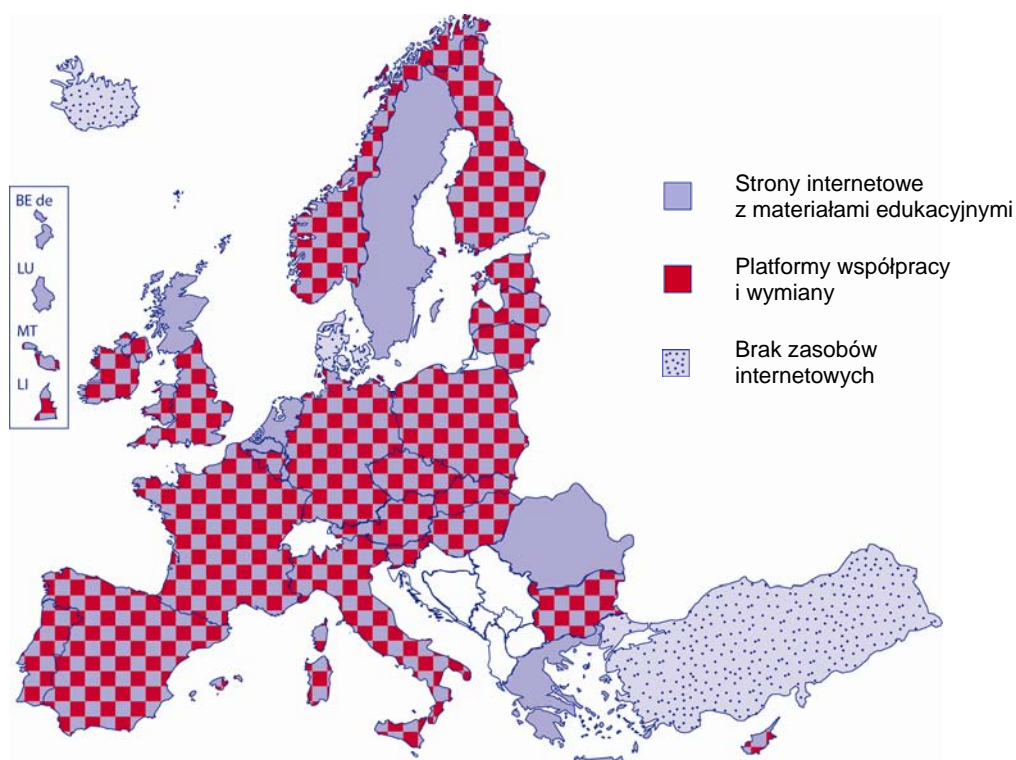 BE de
LU
MT
LI
Strony internetowe
z materiałami edukacyjnymi
Platformy współpracy
i wymiany
Brak zasobów
internetowych